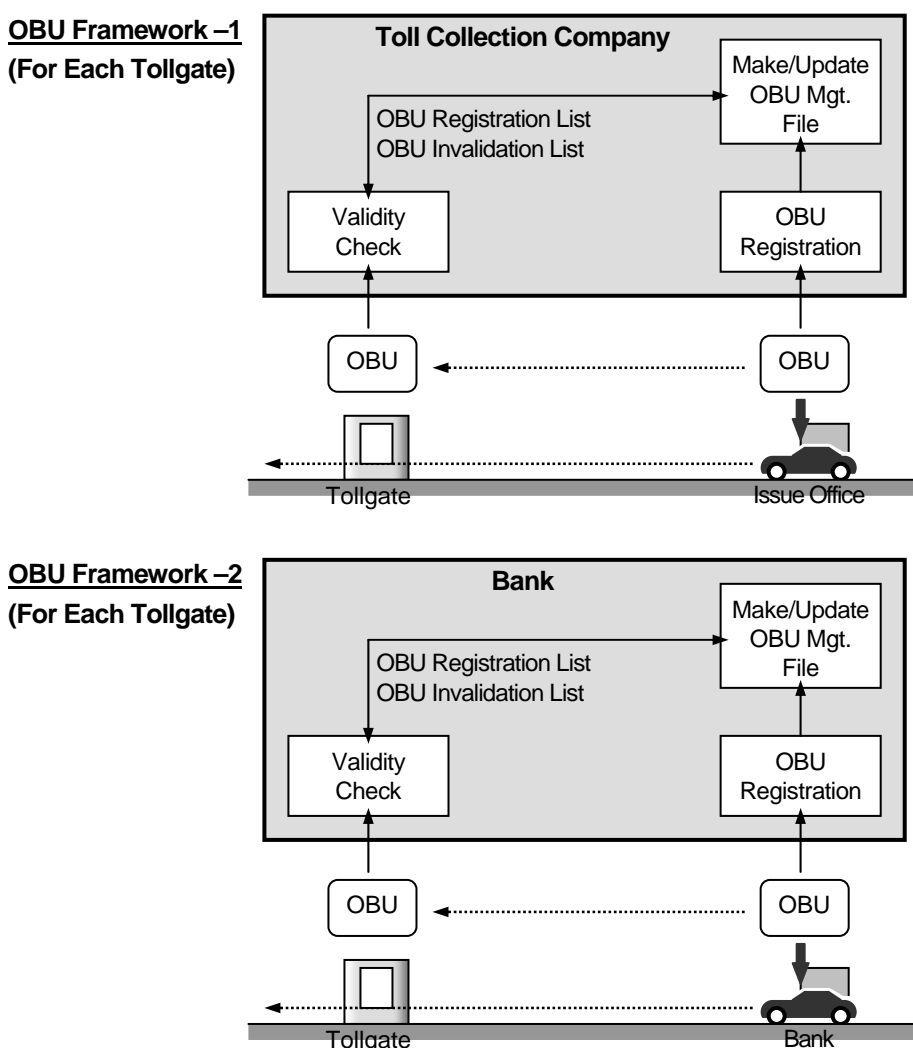 OBU Framework –1
(For Each Tollgate)
Toll Collection Company
Make/Update
OBU Mgt.
File
OBU Registration List
OBU Invalidation List
Validity
Check
OBU
Registration
OBU
OBU
Tollgate
Issue Office
OBU Framework –2
(For Each Tollgate)
Bank
Make/Update
OBU Mgt.
File
OBU Registration List
OBU Invalidation List
Validity
Check
OBU
Registration
OBU
OBU
Tollgate
Bank